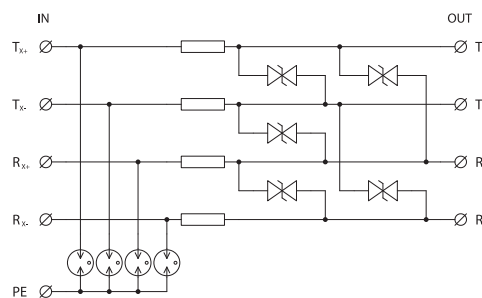 IN OUT
Tx+ T
Tx- T
Rx+ R
Rx- R
PE